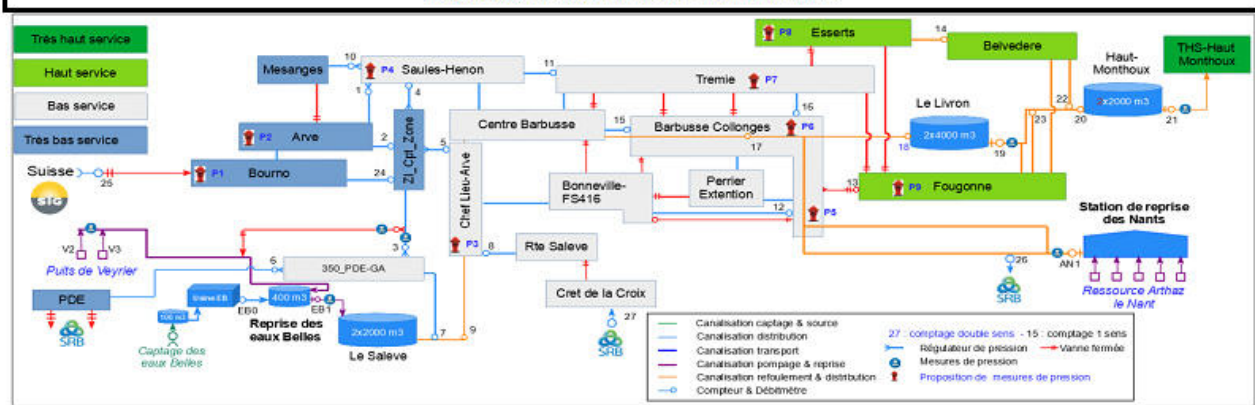 Très haut service
Haut service
Bas service
Très bas service
Suisse
25
SIG
Mesanges
10
P4
Saules-Henon
1
4
11
P2
Arve
2
P1
Bourno
24
ZI_Cpt_Zone
5
Tremie
P7
Centre Barbusse
15
Barbusse Collonges
P6
16
17
Chef Lieu-Arve
P3
Bonneville-
FS416
Perrier
Extention
12
P5
P8
Esserts
14
Belvedere
Haut-
Monthoux
2x2000 m3
THS-Haut
Monthoux
22
23
20
21
Le Livron
2x4000 m3
18
19
13
P9
Fougonne
Station de reprise
des Nants
AN1
26
SRB
Ressource Arthaz
le Nant
V2
V3
Puits de Veyrier
3
6
350_PDE-GA
PDE
SRB
100 m3
EB0
400 m3
EB1
Captage des
eaux Belles
Reprise des
eaux Belles
2x2000 m3
Le Saleve
7
9
8
Rte Saleve
Cret de la Croix
27
SRB
Canalisation captage & source
Canalisation distribution
Canalisation transport
Canalisation pompage & reprise
Canalisation refoulement & distribution
Compteur & Débitmètre
27 : comptage double sens - 15 : comptage 1 sens
Régulateur de pression
Vanne fermée
Mesures de pression
Proposition de mesures de pression